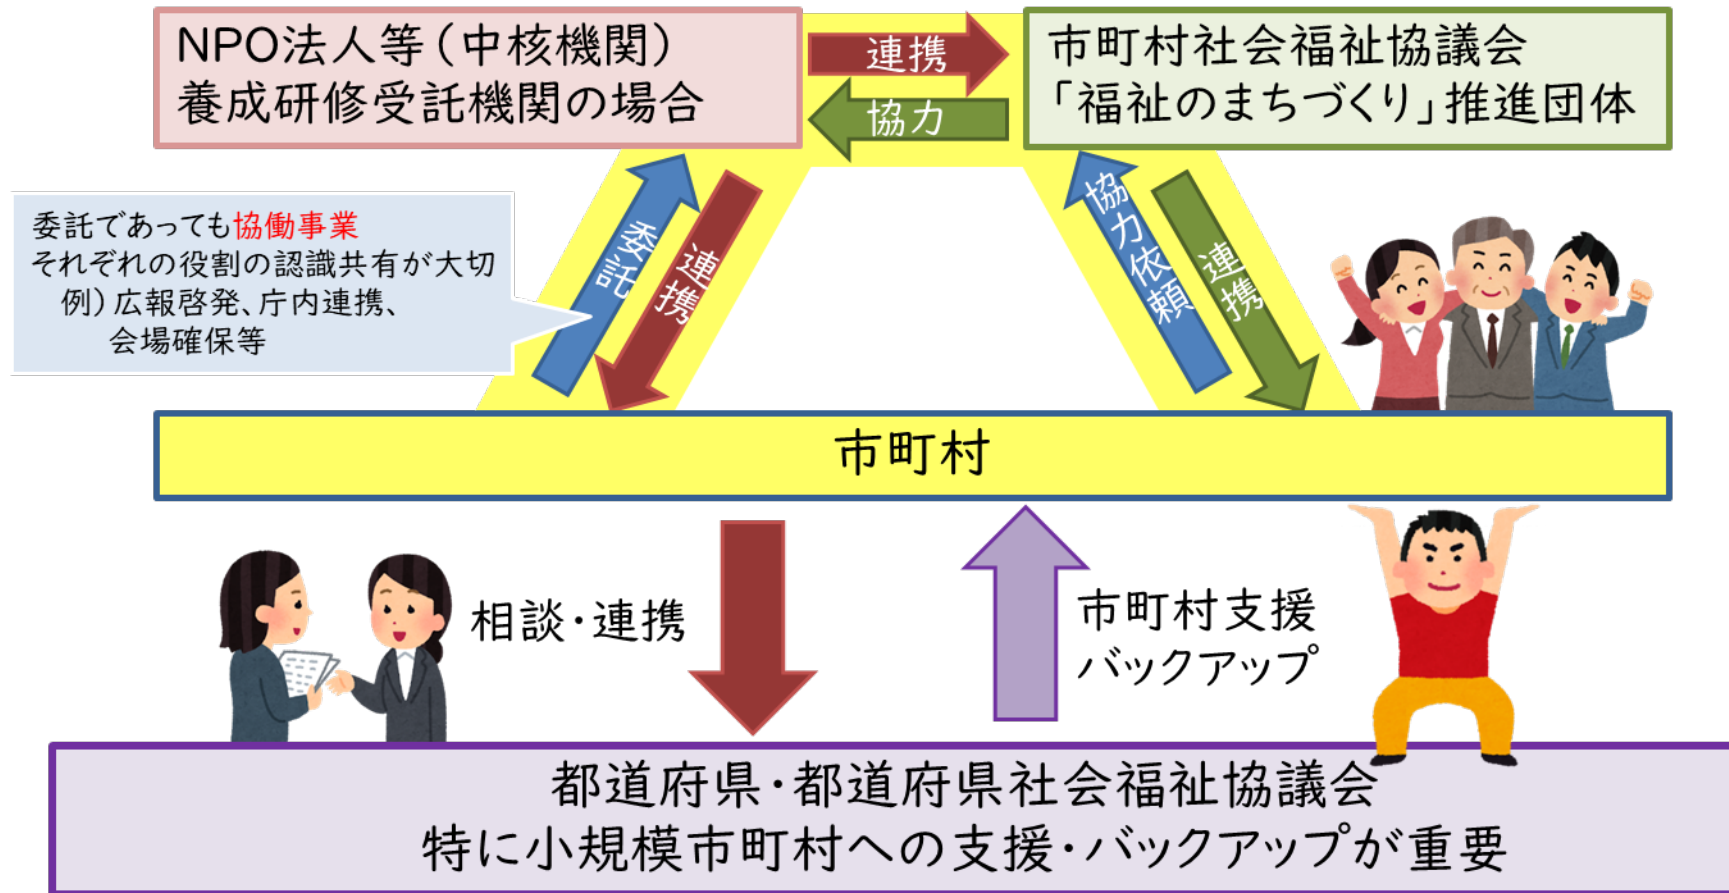 NPO法人等（中核機関）
養成研修受託機関の場合
連携
協力
市町村社会福祉協議会
「福祉のまちづくり」推進団体
委託であっても協働事業
それぞれの役割の認識共有が大切
例）広報啓発、庁内連携、
会場確保等
委託
連携
協力依頼
連携
市町村
相談・連携
市町村支援
バックアップ
都道府県・都道府県社会福祉協議会
特に小規模市町村への支援・バックアップが重要